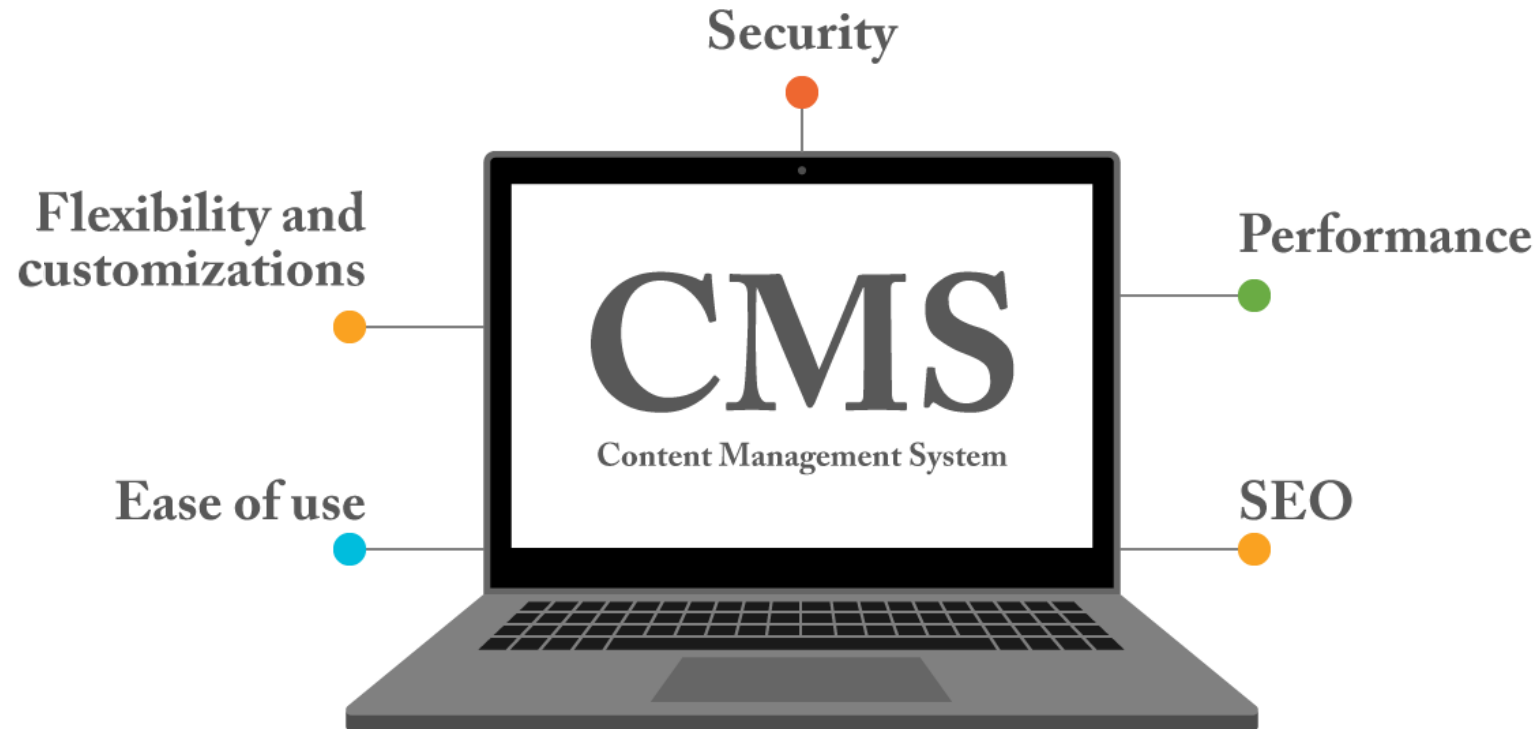 Security
Flexibility and
customizations
Performance
CMS
Content Management System
Ease of use
SEO